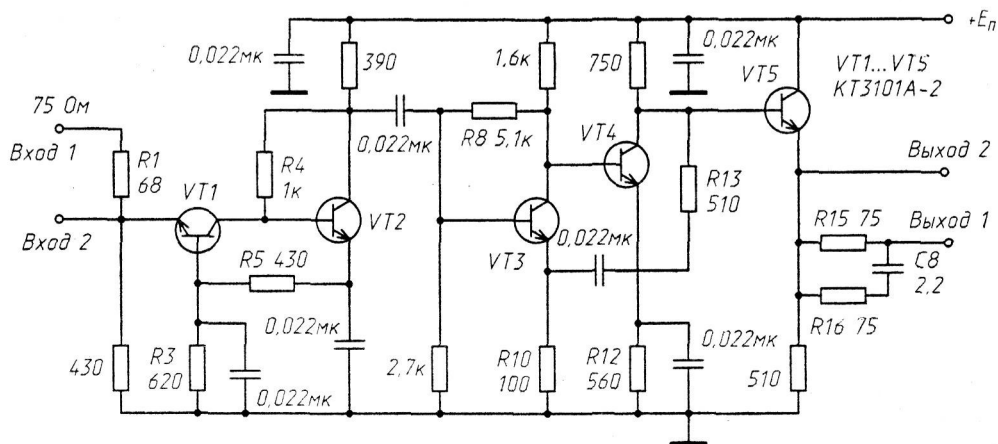 +Eп
0,022мк
390
1,6к
750
0,022мк
VT5
VT1...VT5
КТ3101А-2
75 Ом
Вход 1
R1
68
VT1
R4
1к
0,022мк
R8 5,1к
VT4
R13
510
Выход 2
Вход 2
VT2
VT3
0,022мк
R15 75
Выход 1
C8
2,2
R5 430
R16 75
430
R3
620
0,022мк
0,022мк
2,7к
R10
100
R12
560
0,022мк
510